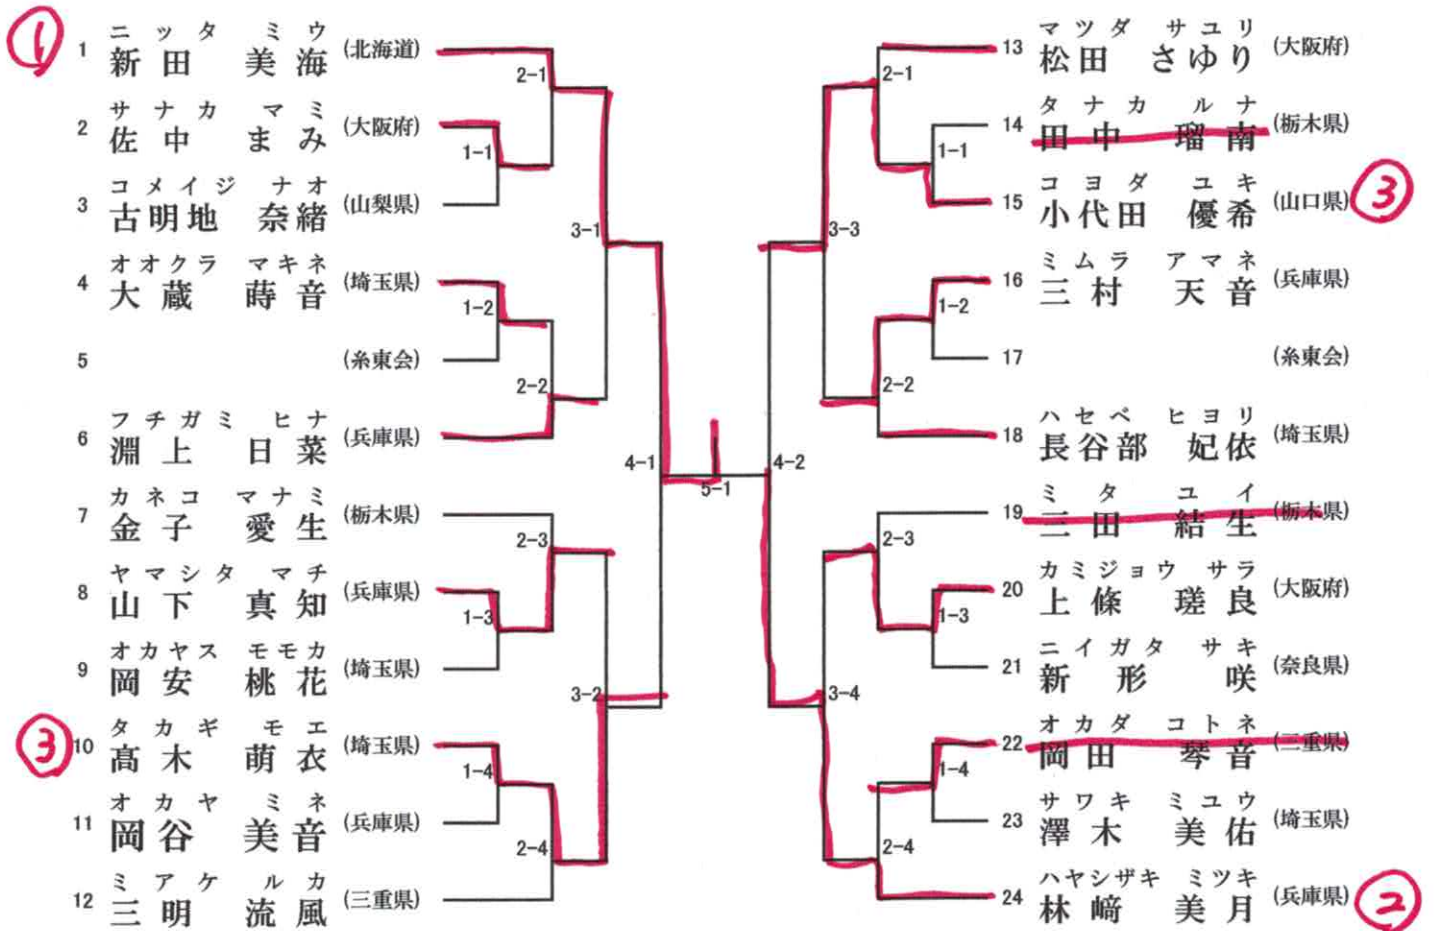 ①
ニッタ ミウ
1 新田 美海 (北海道)
2-1
サナカ マミ
2 佐中 まみ (大阪府)
1-1
コメイジ ナオ
3 古明地 奈緒 (山梨県)
3-1
オオクラ マキネ
4 大蔵 蒔音 (埼玉県)
1-2
5 (糸東会)
2-2
フチガミ ヒナ
6 淵上 日菜 (兵庫県)
4-1
カネコ マナミ
7 金子 愛生 (栃木県)
2-3
ヤマシタ マチ
8 山下 真知 (兵庫県)
1-3
オカヤス モモカ
9 岡安 桃花 (埼玉県)
3-2
③
タカギ モエ
10 髙木 萌衣 (埼玉県)
1-4
オカヤ ミネ
11 岡谷 美音 (兵庫県)
2-4
ミアケ ルカ
12 三明 流風 (三重県)
5-1
マツダ サユリ
13 松田 さゆり (大阪府)
2-1
タナカ ルナ
14 田中 瑠南 (栃木県)
1-1
コヨダ ユキ
15 小代田 優希 (山口県)
③
3-3
ミムラ アマネ
16 三村 天音 (兵庫県)
1-2
17 (糸東会)
2-2
ハセベ ヒヨリ
18 長谷部 妃依 (埼玉県)
4-2
ミタ ユイ
19 三田 結生 (栃木県)
2-3
カミジョウ サラ
20 上條 瑳良 (大阪府)
1-3
ニイガタ サキ
21 新形 咲 (奈良県)
3-4
オカダ コトネ
22 岡田 琴音 (三重県)
1-4
サワキ ミユウ
23 澤木 美佑 (埼玉県)
2-4
ハヤシザキ ミツキ
24 林﨑 美月 (兵庫県)
②